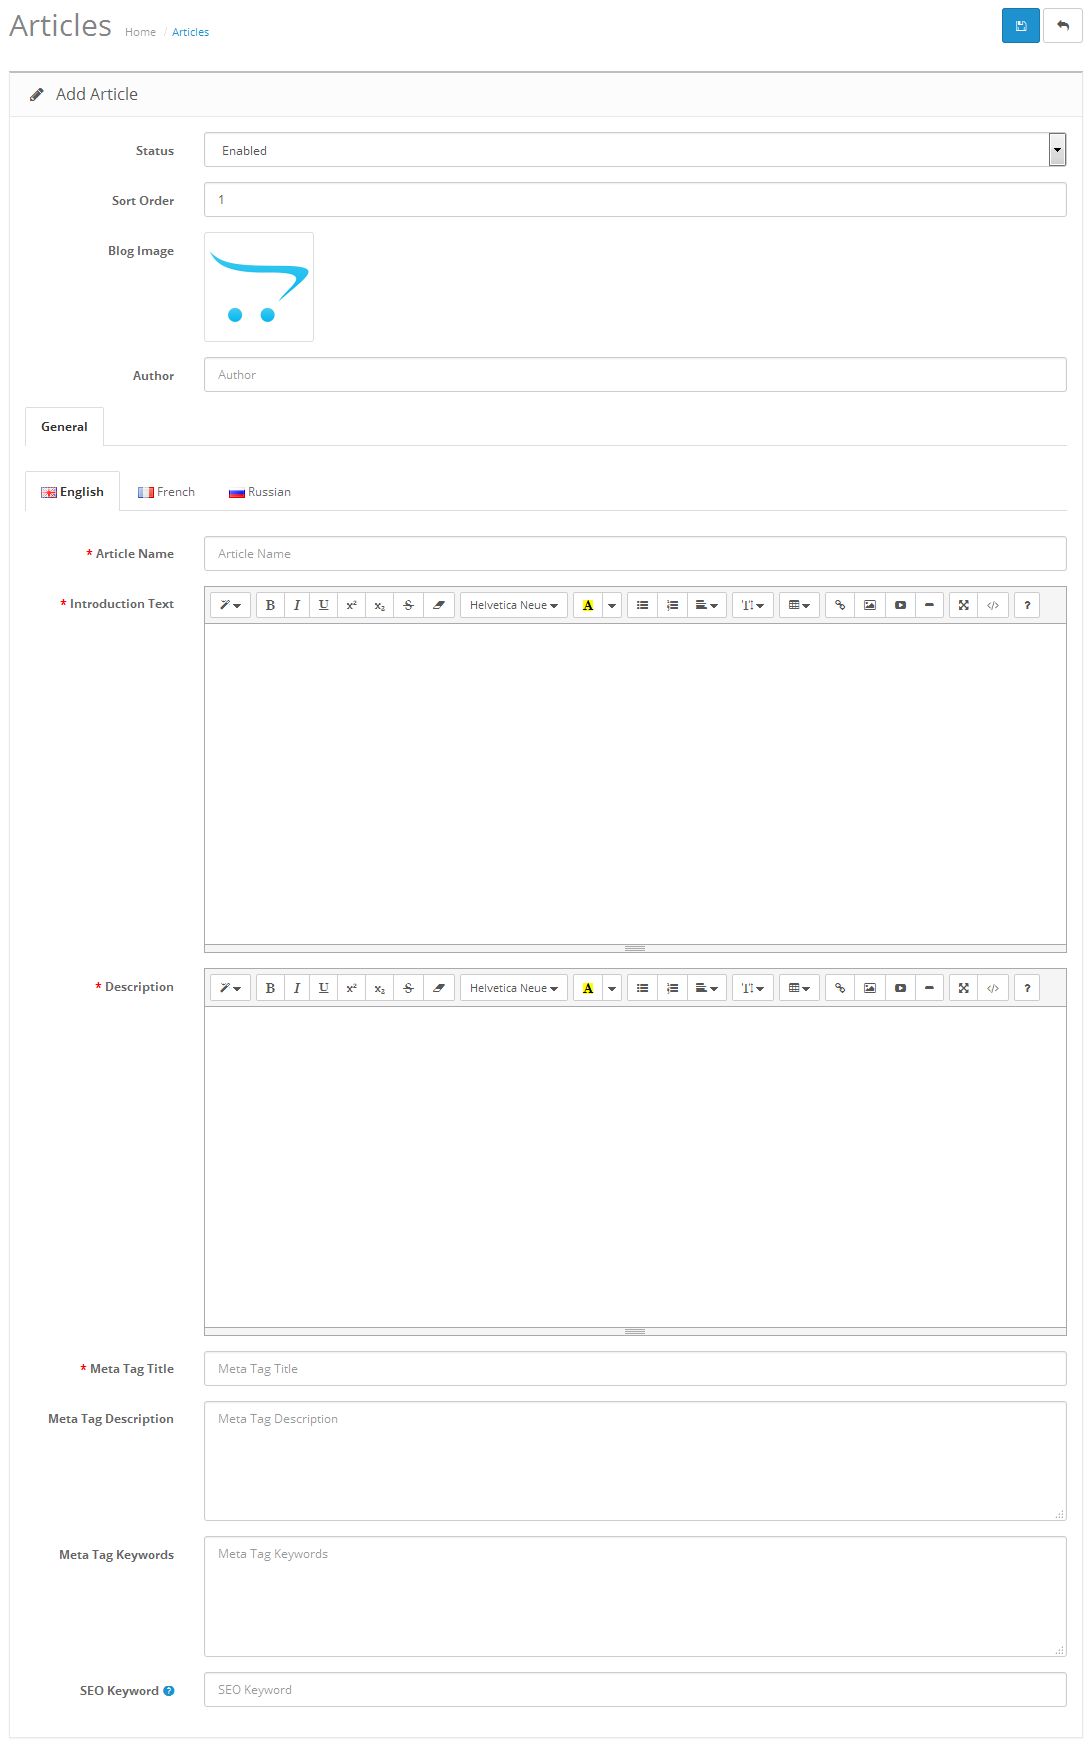 Articles Home / Articles
Add Article
Status Enabled
Sort Order 1
Blog Image
Author Author
General
English French Russian
* Article Name Article Name
* Introduction Text B I U x² x₂ S Helvetica Neue A T! </> ?
* Description B I U x² x₂ S Helvetica Neue A T! </> ?
* Meta Tag Title Meta Tag Title
Meta Tag Description Meta Tag Description
Meta Tag Keywords Meta Tag Keywords
SEO Keyword ? SEO Keyword